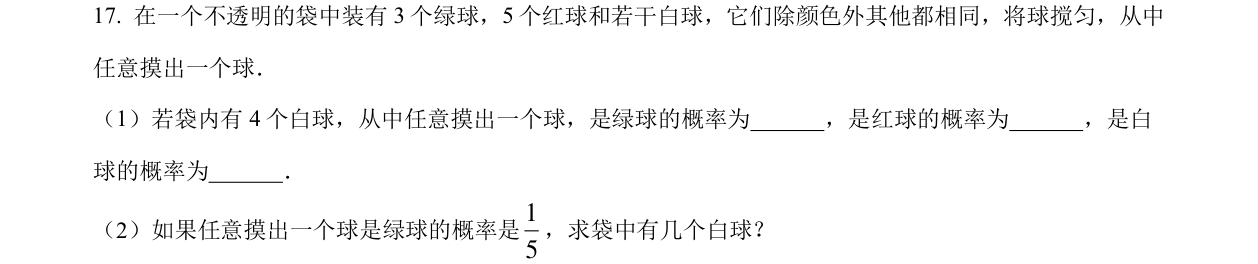 17. 在一个不透明的袋中装有 3 个绿球，5 个红球和若干白球，它们除颜色外其他都相同，将球搅匀，从中
任意摸出一个球．
（1）若袋内有 4 个白球，从中任意摸出一个球，是绿球的概率为______，是红球的概率为______，是白
球的概率为______．
（2）如果任意摸出一个球是绿球的概率是 1/5，求袋中有几个白球？